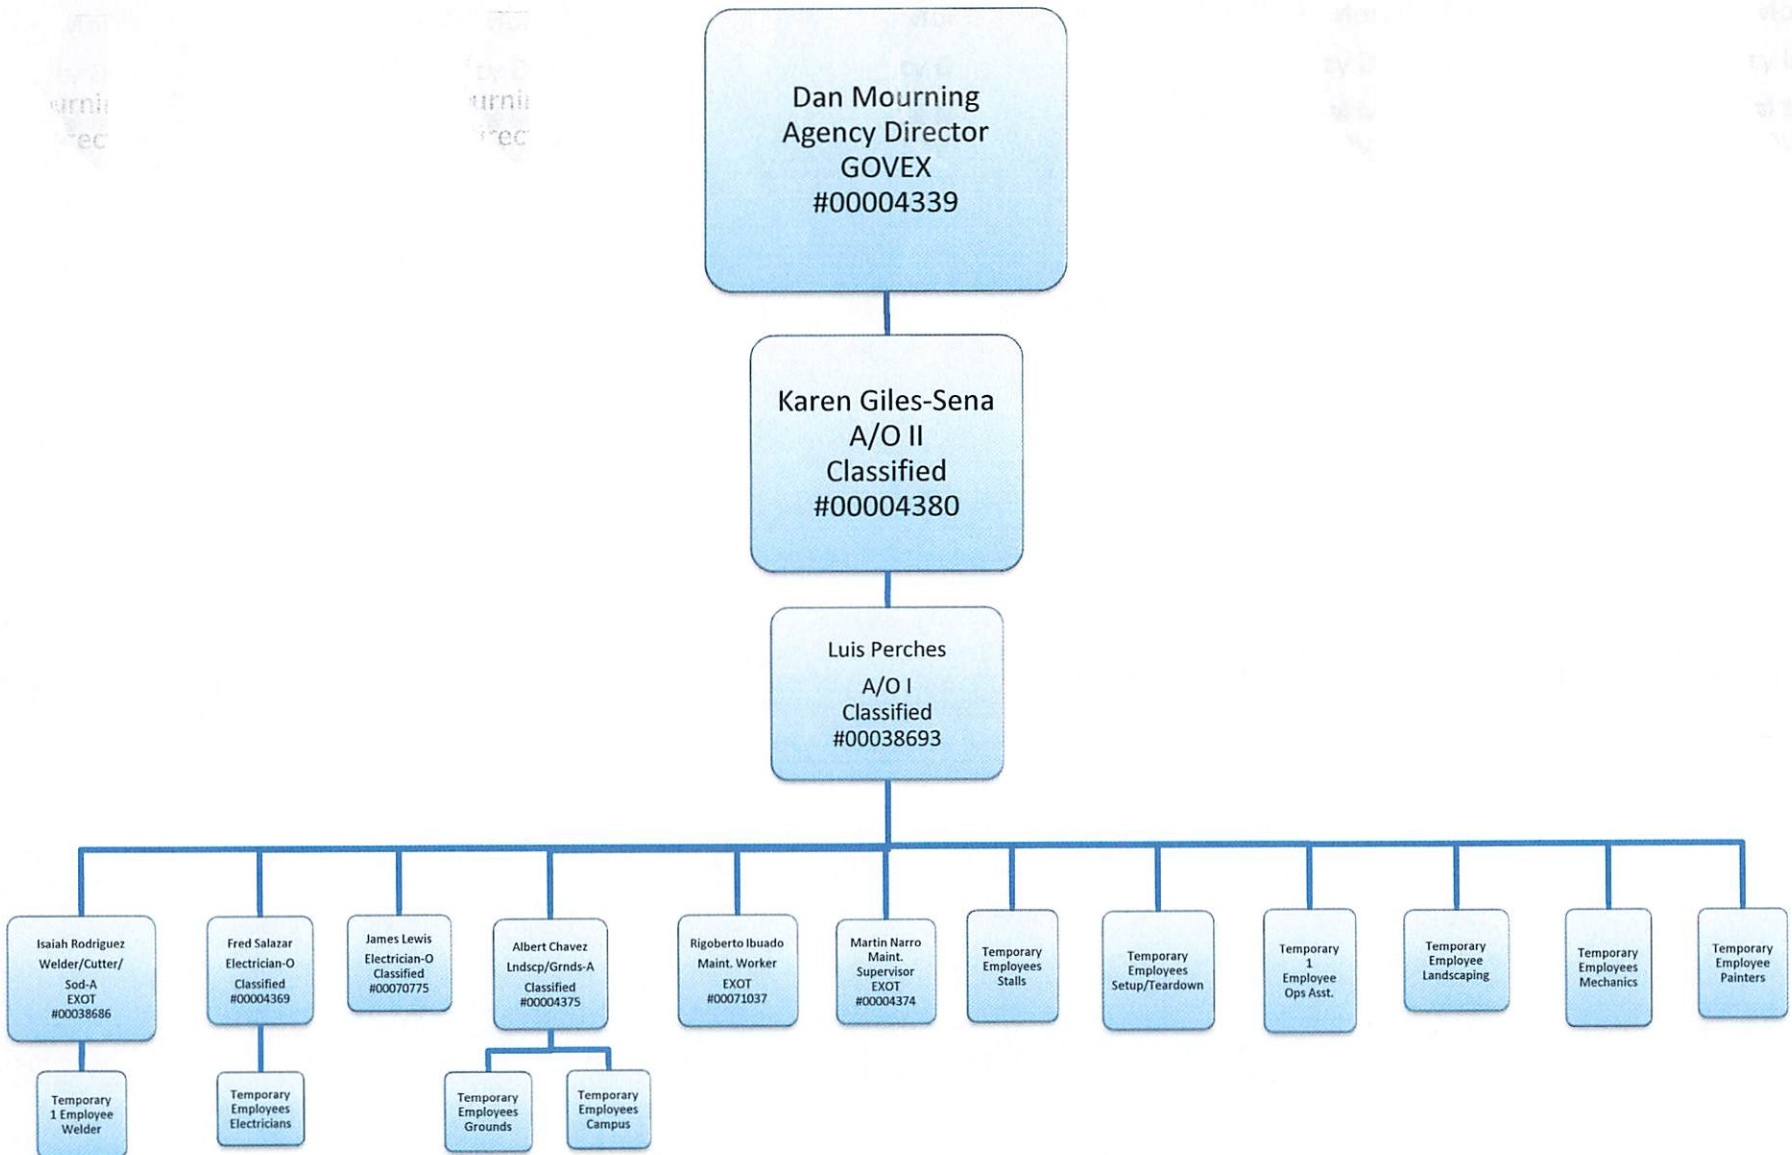 Dan Mourning
Agency Director
GOVEX
#00004339
Karen Giles-Sena
A/O II
Classified
#00004380
Luis Perches
A/O I
Classified
#00038693
Isaiah Rodriguez
Welder/Cutter/
Sod-A
EXOT
#00038686
Fred Salazar
Electrician-O
Classified
#00004369
James Lewis
Electrician-O
Classified
#00070775
Albert Chavez
Lndscp/Grnds-A
Classified
#00004375
Rigoberto Ibuado
Maint. Worker
EXOT
#00071037
Martin Narro
Maint.
Supervisor
EXOT
#00004374
Temporary
Employees
Stalls
Temporary
Employees
Setup/Teardown
Temporary
1
Employee
Ops Asst.
Temporary
Employee
Landscaping
Temporary
Employees
Mechanics
Temporary
Employee
Painters
Temporary
1 Employee
Welder
Temporary
Employees
Electricians
Temporary
Employees
Grounds
Temporary
Employees
Campus